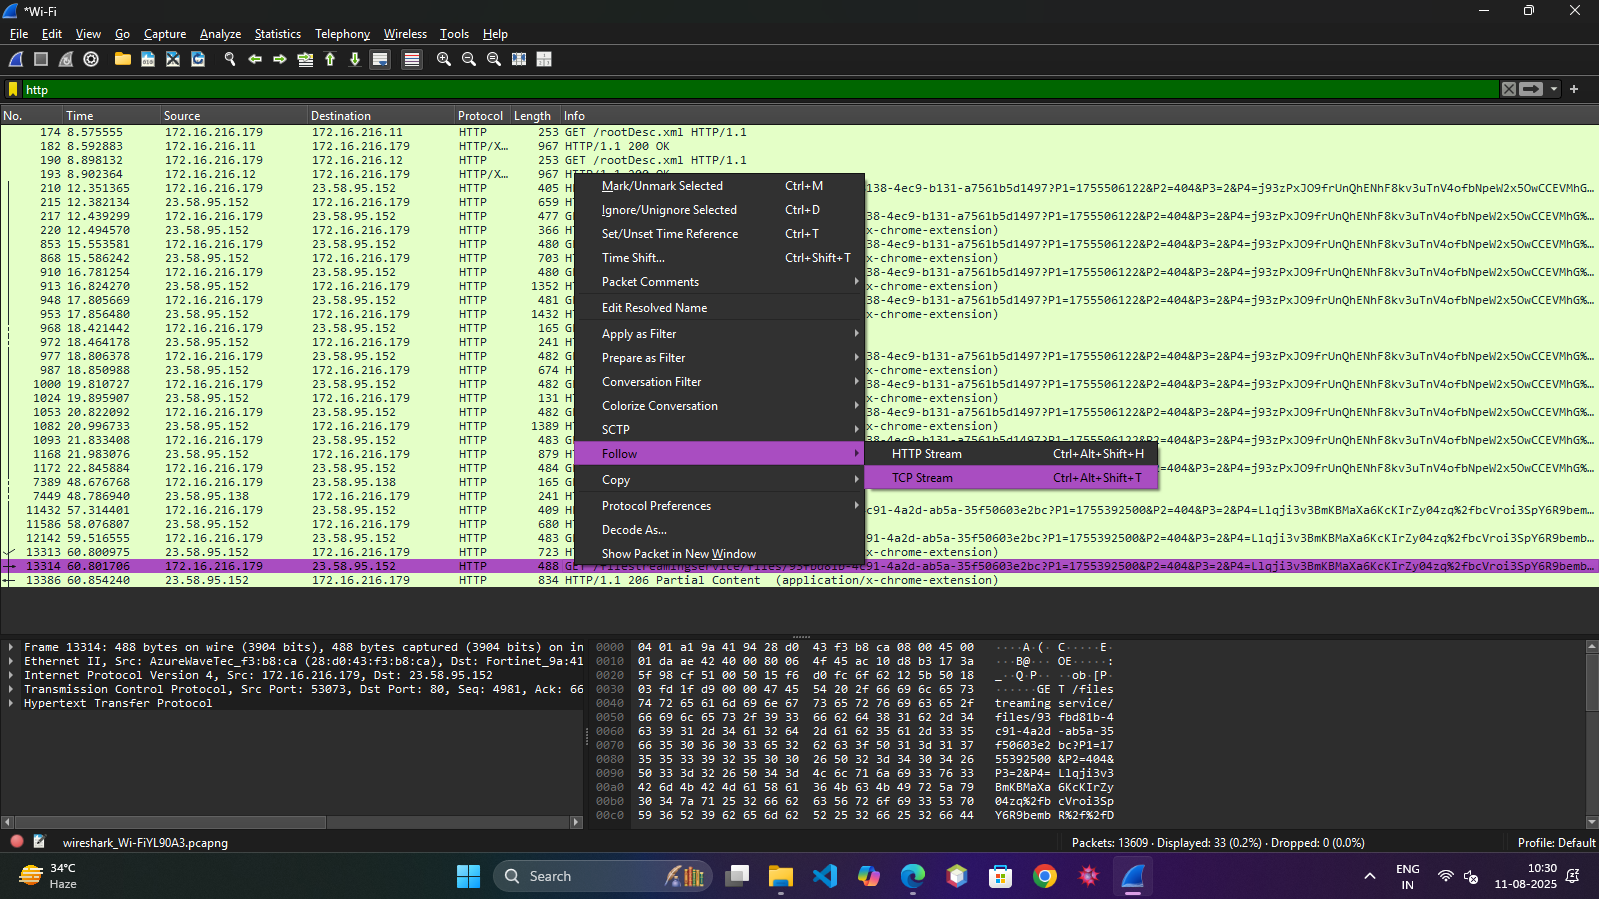 *Wi-Fi
File Edit View Go Capture Analyze Statistics Telephony Wireless Tools Help
http
No. Time Source Destination Protocol Length Info
174 8.575555 172.16.216.179 172.16.216.11 HTTP 253 GET /rootDesc.xml HTTP/1.1
182 8.592883 172.16.216.11 172.16.216.179 HTTP/X… 967 HTTP/1.1 200 OK
190 8.898132 172.16.216.179 172.16.216.12 HTTP 253 GET /rootDesc.xml HTTP/1.1
193 8.902364 172.16.216.12 172.16.216.179 HTTP/X… 967 HTTP/1.1 200 OK
210 12.351365 172.16.216.179 23.58.95.152 HTTP 405 138-4ec9-b131-a7561b5d1497?P1=1755506122&P2=404&P3=2&P4=j93zPxJO9frUnQhENhF8kv3uTnV4ofbNpeW2x5OwCCEVMhG…
215 12.382134 23.58.95.152 172.16.216.179 HTTP 659
217 12.439299 172.16.216.179 23.58.95.152 HTTP 477 38-4ec9-b131-a7561b5d1497?P1=1755506122&P2=404&P3=2&P4=j93zPxJO9frUnQhENhF8kv3uTnV4ofbNpeW2x5OwCCEVMhG%…
220 12.494570 23.58.95.152 172.16.216.179 HTTP 366 x-chrome-extension)
853 15.553581 172.16.216.179 23.58.95.152 HTTP 480 38-4ec9-b131-a7561b5d1497?P1=1755506122&P2=404&P3=2&P4=j93zPxJO9frUnQhENhF8kv3uTnV4ofbNpeW2x5OwCCEVMhG%…
868 15.586242 23.58.95.152 172.16.216.179 HTTP 703 x-chrome-extension)
910 16.781254 172.16.216.179 23.58.95.152 HTTP 480 38-4ec9-b131-a7561b5d1497?P1=1755506122&P2=404&P3=2&P4=j93zPxJO9frUnQhENhF8kv3uTnV4ofbNpeW2x5OwCCEVMhG%…
913 16.824270 23.58.95.152 172.16.216.179 HTTP 1352 x-chrome-extension)
948 17.805669 172.16.216.179 23.58.95.152 HTTP 481 38-4ec9-b131-a7561b5d1497?P1=1755506122&P2=404&P3=2&P4=j93zPxJO9frUnQhENhF8kv3uTnV4ofbNpeW2x5OwCCEVMhG%…
953 17.856480 23.58.95.152 172.16.216.179 HTTP 1432 x-chrome-extension)
968 18.421442 172.16.216.179 23.58.95.152 HTTP 165
972 18.464178 23.58.95.152 172.16.216.179 HTTP 241
977 18.806378 172.16.216.179 23.58.95.152 HTTP 482 38-4ec9-b131-a7561b5d1497?P1=1755506122&P2=404&P3=2&P4=j93zPxJO9frUnQhENhF8kv3uTnV4ofbNpeW2x5OwCCEVMhG%…
987 18.850988 23.58.95.152 172.16.216.179 HTTP 674 x-chrome-extension)
1000 19.810727 172.16.216.179 23.58.95.152 HTTP 482 38-4ec9-b131-a7561b5d1497?P1=1755506122&P2=404&P3=2&P4=j93zPxJO9frUnQhENhF8kv3uTnV4ofbNpeW2x5OwCCEVMhG%…
1024 19.895907 23.58.95.152 172.16.216.179 HTTP 131 x-chrome-extension)
1053 20.822092 172.16.216.179 23.58.95.152 HTTP 482 38-4ec9-b131-a7561b5d1497?P1=1755506122&P2=404&P3=2&P4=j93zPxJO9frUnQhENhF8kv3uTnV4ofbNpeW2x5OwCCEVMhG%…
1082 20.996733 23.58.95.152 172.16.216.179 HTTP 1389 x-chrome-extension)
1093 21.833408 172.16.216.179 23.58.95.152 HTTP 483 38-4ec9-b131-a7561b5d1497?P1=1755506122&P2=404&P3=2&P4=j93zPxJO9frUnQhENhF8kv3uTnV4ofbNpeW2x5OwCCEVMhG%…
1168 21.983076 23.58.95.152 172.16.216.179 HTTP 879
1172 22.845884 172.16.216.179 23.58.95.152 HTTP 484 &P2=404&P3=2&P4=j93zPxJO9frUnQhENhF8kv3uTnV4ofbNpeW2x5OwCCEVMhG%…
7389 48.676768 172.16.216.179 23.58.95.138 HTTP 165
7449 48.786940 23.58.95.138 172.16.216.179 HTTP 241
11432 57.314401 172.16.216.179 23.58.95.152 HTTP 409 c91-4a2d-ab5a-35f50603e2bc?P1=1755392500&P2=404&P3=2&P4=Llqji3v3BmKBMaXa6KcKIrZy04zq%2fbcVroi3SpY6R9bem…
11586 58.076807 23.58.95.152 172.16.216.179 HTTP 680
12142 59.516555 172.16.216.179 23.58.95.152 HTTP 483 c91-4a2d-ab5a-35f50603e2bc?P1=1755392500&P2=404&P3=2&P4=Llqji3v3BmKBMaXa6KcKIrZy04zq%2fbcVroi3SpY6R9bemb…
13313 60.800975 23.58.95.152 172.16.216.179 HTTP 723 x-chrome-extension)
13314 60.801706 172.16.216.179 23.58.95.152 HTTP 488 GET /filestreamingservice/files/93fbd81b-4c91-4a2d-ab5a-35f50603e2bc?P1=1755392500&P2=404&P3=2&P4=Llqji3v3BmKBMaXa6KcKIrZy04zq%2fbcVroi3SpY6R9bemb…
13386 60.854240 23.58.95.152 172.16.216.179 HTTP 834 HTTP/1.1 206 Partial Content (application/x-chrome-extension)
Mark/Unmark Selected Ctrl+M
Ignore/Unignore Selected Ctrl+D
Set/Unset Time Reference Ctrl+T
Time Shift... Ctrl+Shift+T
Packet Comments
Edit Resolved Name
Apply as Filter
Prepare as Filter
Conversation Filter
Colorize Conversation
SCTP
Follow
Copy
Protocol Preferences
Decode As...
Show Packet in New Window
HTTP Stream Ctrl+Alt+Shift+H
TCP Stream Ctrl+Alt+Shift+T
Frame 13314: 488 bytes on wire (3904 bits), 488 bytes captured (3904 bits) on in
Ethernet II, Src: AzureWaveTec_f3:b8:ca (28:d0:43:f3:b8:ca), Dst: Fortinet_9a:41
Internet Protocol Version 4, Src: 172.16.216.179, Dst: 23.58.95.152
Transmission Control Protocol, Src Port: 53073, Dst Port: 80, Seq: 4981, Ack: 66
Hypertext Transfer Protocol
0000 04 01 a1 9a 41 94 28 d0 43 f3 b8 ca 08 00 45 00 ····A·(· C·····E·
0010 01 da ae 42 40 00 80 06 4f 45 ac 10 d8 b3 17 3a ···B@··· OE·····:
0020 5f 98 cf 51 00 50 15 f6 d0 fc 6f 62 12 5b 50 18 _··Q·P·· ··ob·[P·
0030 03 fd 1f d9 00 00 47 45 54 20 2f 66 69 6c 65 73 ······GE T /files
0040 74 72 65 61 6d 69 6e 67 73 65 72 76 69 63 65 2f treaming service/
0050 66 69 6c 65 73 2f 39 33 66 62 64 38 31 62 2d 34 files/93 fbd81b-4
0060 63 39 31 2d 34 61 32 64 2d 61 62 35 61 2d 33 35 c91-4a2d -ab5a-35
0070 66 35 30 36 30 33 65 32 62 63 3f 50 31 3d 31 37 f50603e2 bc?P1=17
0080 35 35 33 39 32 35 30 30 26 50 32 3d 34 30 34 26 55392500 &P2=404&
0090 50 33 3d 32 26 50 34 3d 4c 6c 71 6a 69 33 76 33 P3=2&P4= Llqji3v3
00a0 42 6d 4b 42 4d 61 58 61 36 4b 63 4b 49 72 5a 79 BmKBMaXa 6KcKIrZy
00b0 30 34 7a 71 25 32 66 62 63 56 72 6f 69 33 53 70 04zq%2fb cVroi3Sp
00c0 59 36 52 39 62 65 6d 62 52 25 32 66 25 32 66 44 Y6R9bemb R%2f%2fD
wireshark_Wi-FiYL90A3.pcapng
Packets: 13609 · Displayed: 33 (0.2%) · Dropped: 0 (0.0%)
Profile: Default
34°C
Haze
Search
ENG
IN
10:30
11-08-2025